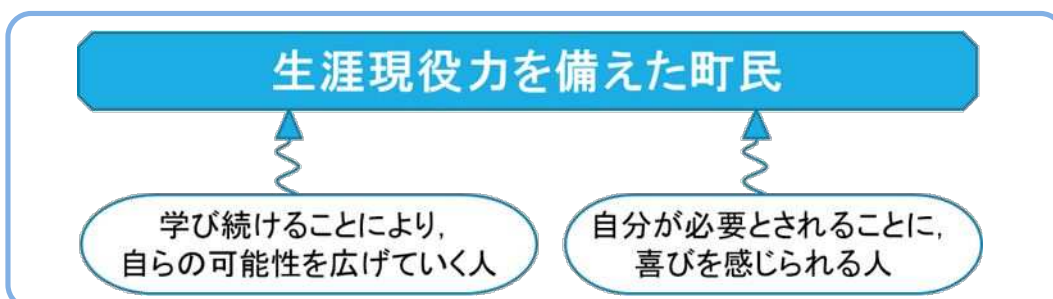 生涯現役力を備えた町民
学び続けることにより,
自らの可能性を広げていく人
自分が必要とされることに,
喜びを感じられる人